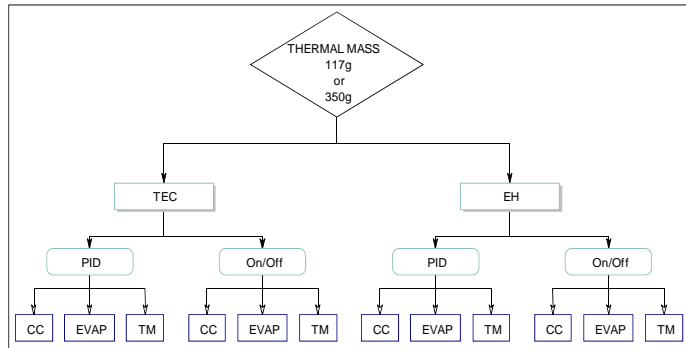 THERMAL MASS
117g
or
350g
TEC
EH
PID
On/Off
PID
On/Off
CC
EVAP
TM
CC
EVAP
TM
CC
EVAP
TM
CC
EVAP
TM